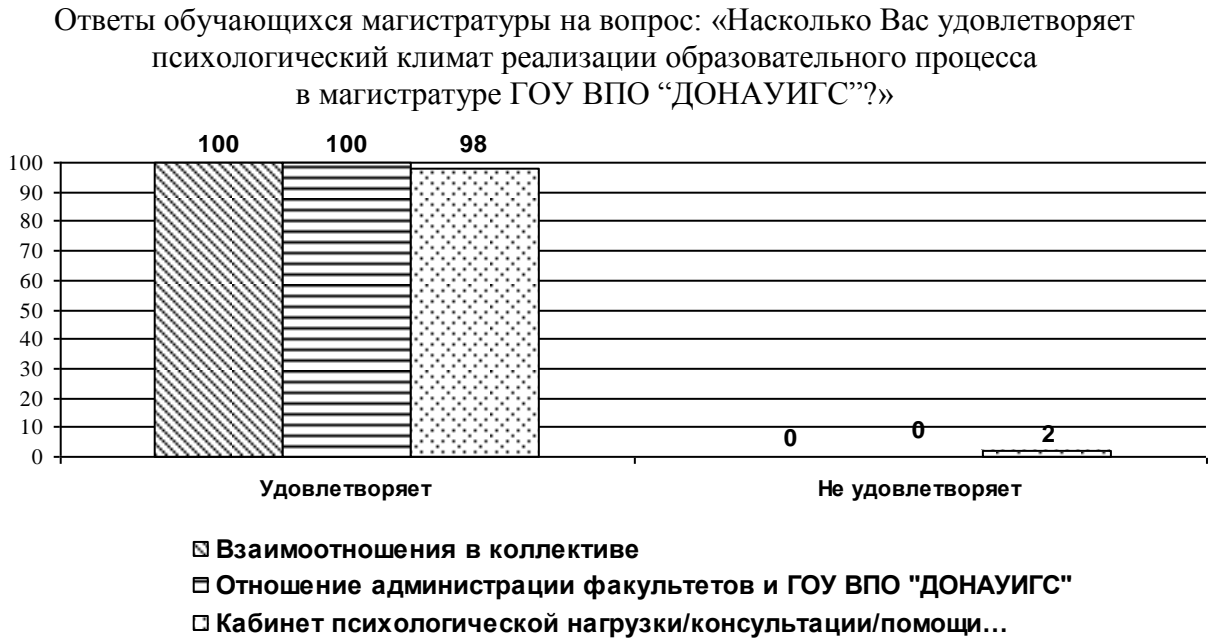 Ответы обучающихся магистратуры на вопрос: «Насколько Вас удовлетворяет
психологический климат реализации образовательного процесса
в магистратуре ГОУ ВПО “ДОНАУИГС”?»
100 100 98
100
90
80
70
60
50
40
30
20
10
0
0 0 2
Удовлетворяет Не удовлетворяет
Взаимоотношения в коллективе
Отношение администрации факультетов и ГОУ ВПО "ДОНАУИГС"
Кабинет психологической нагрузки/консультации/помощи…